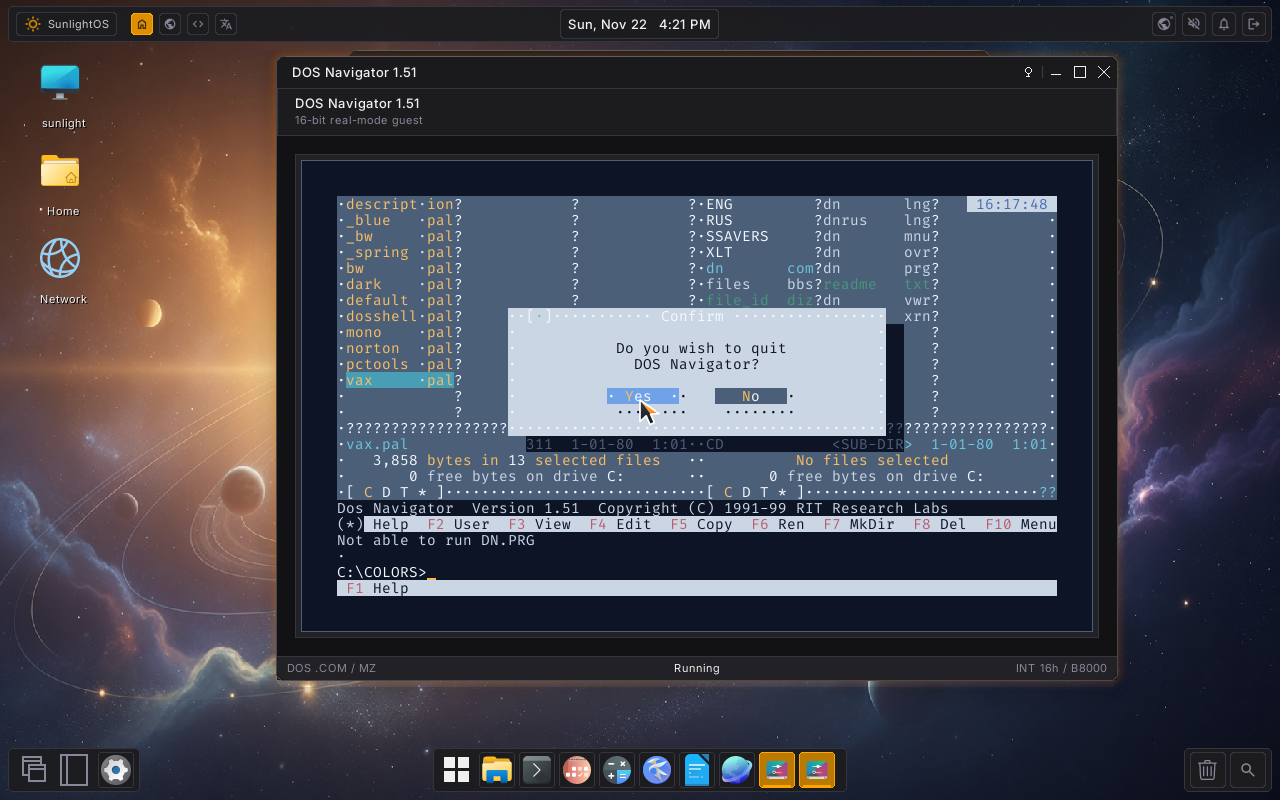 SunlightOS
Sun, Nov 22 4:21 PM
sunlight
Home
Network
DOS Navigator 1.51
DOS Navigator 1.51
16-bit real-mode guest
·descript·ion? ? ?·ENG ?dn lng? 16:17:48
·_blue ·pal? ? ?·RUS ?dnrus lng? ·
·_bw ·pal? ? ?·SSAVERS ?dn mnu? ·
·_spring ·pal? ? ?·XLT ?dn ovr? ·
·bw ·pal? ? ?·dn com?dn prg? ·
·dark ·pal? ? ?·files bbs?readme txt? ·
·default ·pal? ? ?·file_id diz?dn vwr? ·
·dosshell·pal? ··[·]··········· Confirm ················· xrn? ·
·mono ·pal? ? ·
·norton ·pal? Do you wish to quit ? ·
·pctools ·pal? DOS Navigator? ? ·
·vax ·pal? ? ·
· ? · Yes ·· No ? ·
· ? ········ ········ ? ·
·?????????????????? ??????????????????·
·vax.pal 311 1-01-80 1:01··CD <SUB-DIR> 1-01-80 1:01·
· 3,858 bytes in 13 selected files ·· No files selected ·
· 0 free bytes on drive C: ·· 0 free bytes on drive C: ·
·[ C D T * ]·····························[ C D T * ]··························??
Dos Navigator Version 1.51 Copyright (C) 1991-99 RIT Research Labs
(*) Help F2 User F3 View F4 Edit F5 Copy F6 Ren F7 MkDir F8 Del F10 Menu
Not able to run DN.PRG
·
C:\COLORS>_
F1 Help
DOS .COM / MZ Running INT 16h / B8000